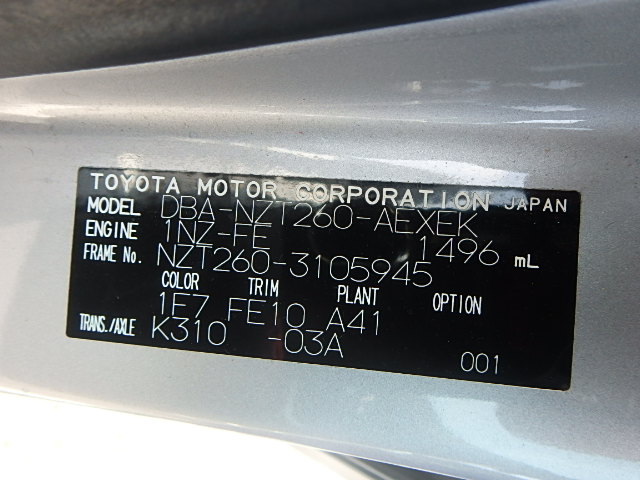 TOYOTA MOTOR CORPORATION JAPAN
MODEL DBA-NZT260-AEXEK
ENGINE 1NZ-FE 1496 mL
FRAME No. NZT260-3105945
COLOR TRIM PLANT OPTION
1F7 FE10 A41
TRANS./AXLE K310 -03A
001